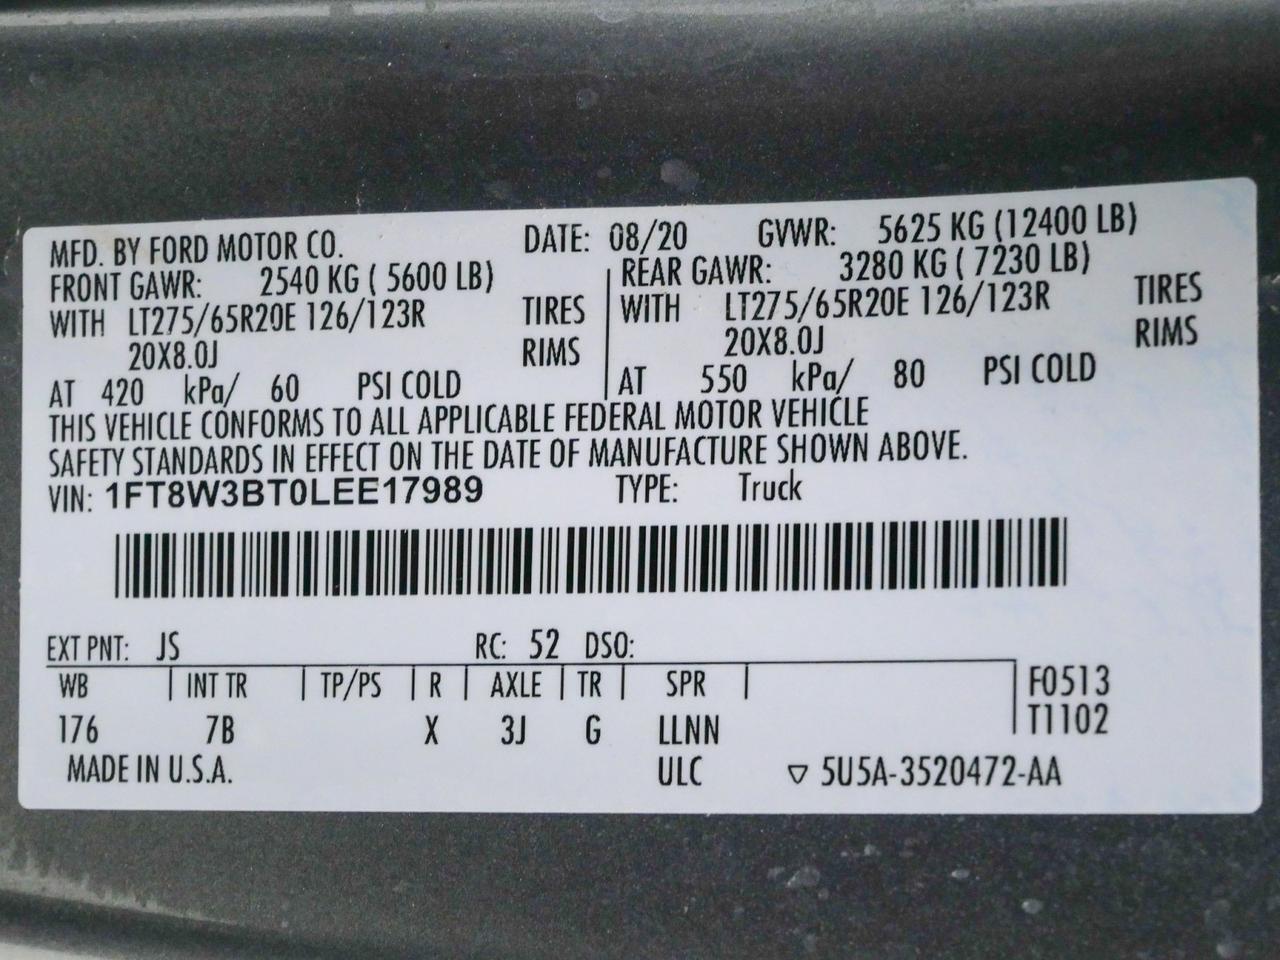 MFD. BY FORD MOTOR CO. DATE: 08/20 GVWR: 5625 KG (12400 LB)
FRONT GAWR: 2540 KG ( 5600 LB) REAR GAWR: 3280 KG ( 7230 LB)
WITH LT275/65R20E 126/123R TIRES WITH LT275/65R20E 126/123R TIRES
20X8.0J RIMS 20X8.0J RIMS
AT 420 kPa/ 60 PSI COLD AT 550 kPa/ 80 PSI COLD
THIS VEHICLE CONFORMS TO ALL APPLICABLE FEDERAL MOTOR VEHICLE
SAFETY STANDARDS IN EFFECT ON THE DATE OF MANUFACTURE SHOWN ABOVE.
VIN: 1FT8W3BT0LEE17989 TYPE: Truck
EXT PNT: JS RC: 52 DSO:
WB INT TR TP/PS R AXLE TR SPR F0513
176 7B X 3J G LLNN T1102
MADE IN U.S.A. ULC ▽ 5U5A-3520472-AA